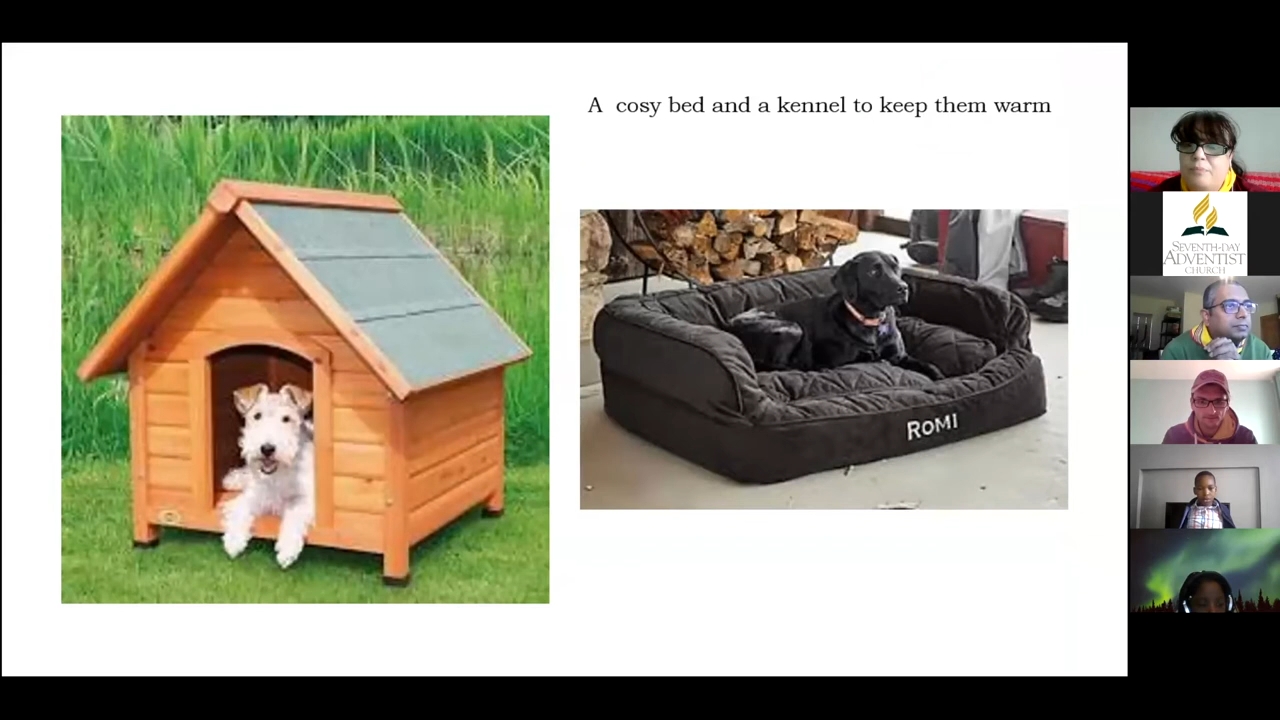 A  cosy bed and a kennel to keep them warm
ROMI
SEVENTH-DAY
ADVENTIST
CHURCH